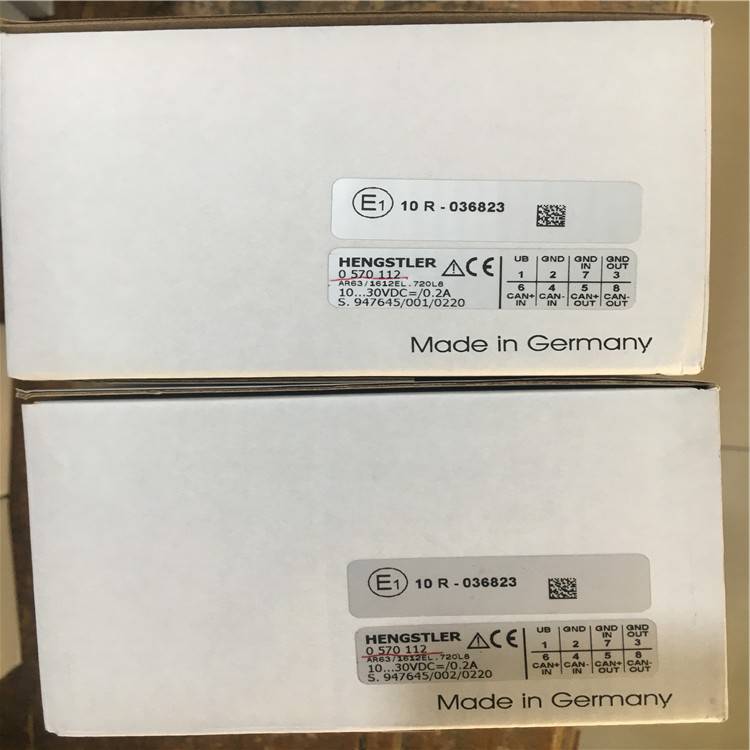 E1 10 R - 036823
HENGSTLER CE
0 570 112
AR63/1612EL.720L8
10...30VDC=/0.2A
S. 947645/001/0220
UB GND GND IN GND OUT
1 2 7 3
6 4 5 8
CAN+ IN CAN- IN CAN+ OUT CAN- OUT
Made in Germany
E1 10 R - 036823
HENGSTLER CE
0 570 112
AR63/1612EL.720L8
10...30VDC=/0.2A
S. 947645/002/0220
UB GND GND IN GND OUT
1 2 7 3
6 4 5 8
CAN+ IN CAN- IN CAN+ OUT CAN- OUT
Made in Germany